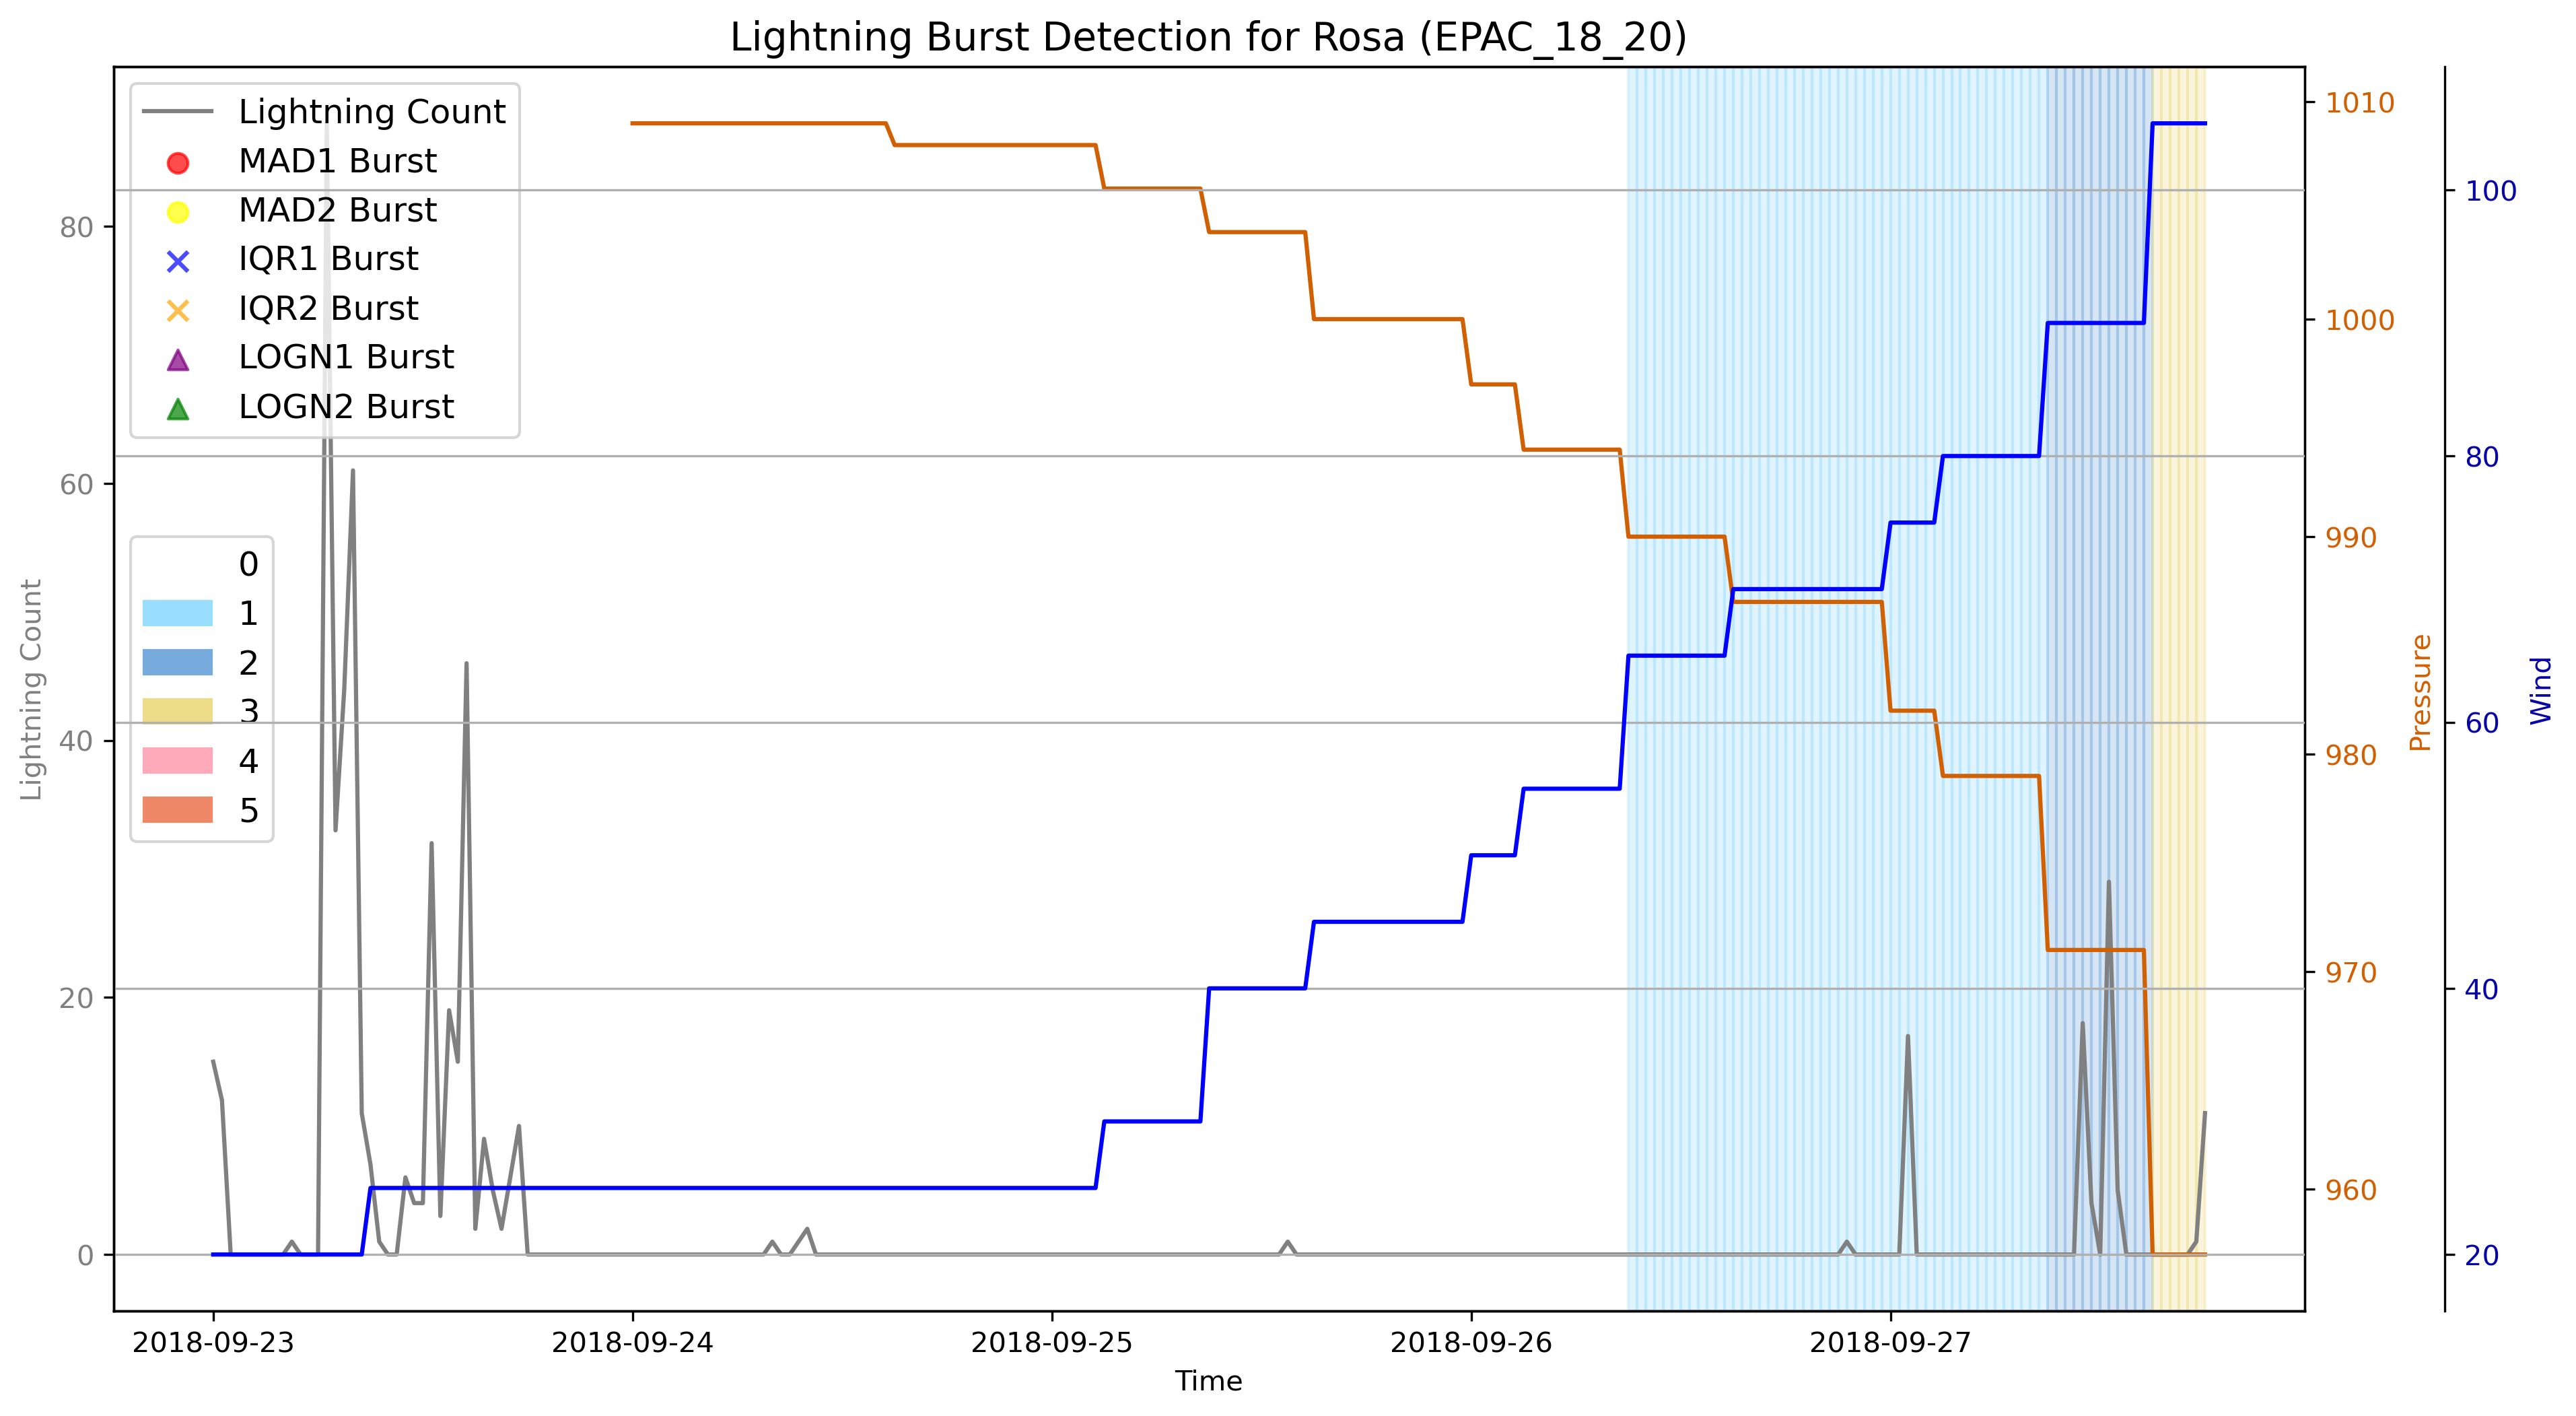 Lightning Burst Detection for Rosa (EPAC_18_20)
Lightning Count
MAD1 Burst
MAD2 Burst
IQR1 Burst
IQR2 Burst
LOGN1 Burst
LOGN2 Burst
0
1
2
3
4
5
Lightning Count
80
60
40
20
0
1010
1000
990
980
970
960
Pressure
100
80
60
40
20
Wind
2018-09-23
2018-09-24
2018-09-25
2018-09-26
2018-09-27
Time